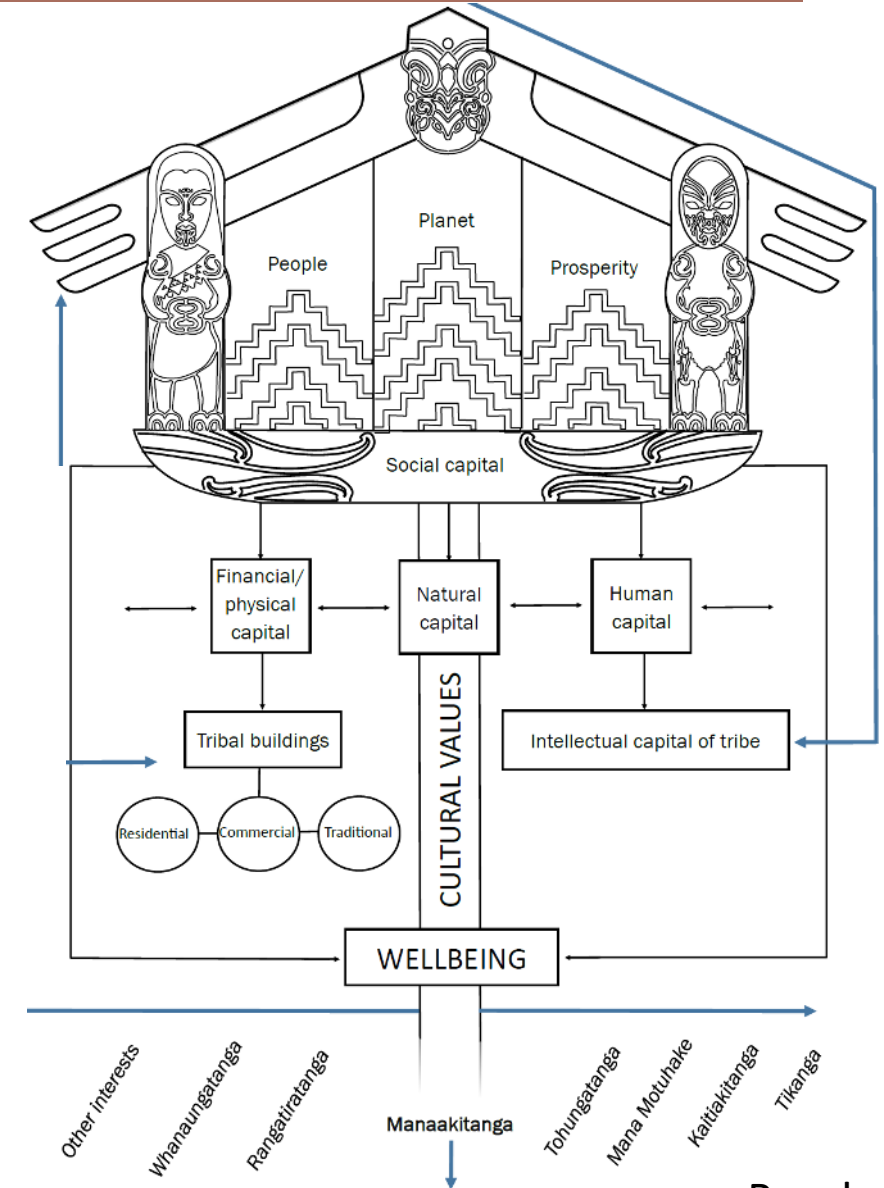 Planet
People
Prosperity
Social capital
Financial/
physical
capital
Natural
capital
Human
capital
Tribal buildings
Intellectual capital of tribe
CULTURAL VALUES
Residential
Commercial
Traditional
WELLBEING
Other interests
Whanaungatanga
Rangatiratanga
Manaakitanga
Tohungatanga
Mana Motuhake
Kaitiakitanga
Tikanga